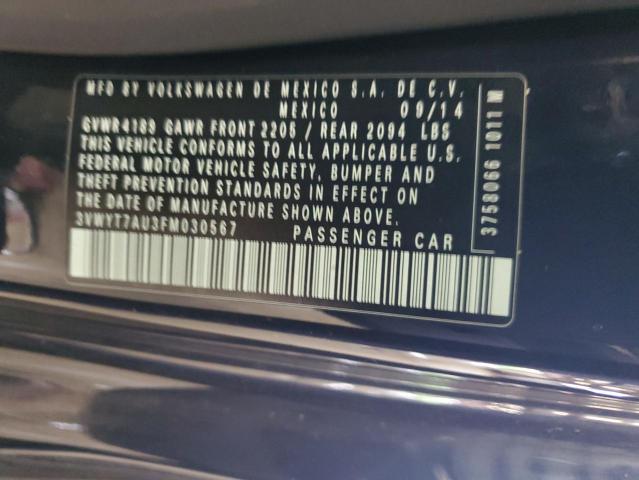 MFD BY VOLKSWAGEN DE MEXICO S.A. DE C.V.
MEXICO 09/14
GVWR4189 GAWR FRONT 2205 / REAR 2094 LBS
THIS VEHICLE CONFORMS TO ALL APPLICABLE U.S.
FEDERAL MOTOR VEHICLE SAFETY, BUMPER AND
THEFT PREVENTION STANDARDS IN EFFECT ON
THE DATE OF MANUFACTURE SHOWN ABOVE.
3VWYT7AU3FM030567 PASSENGER CAR
3758066 1011 M